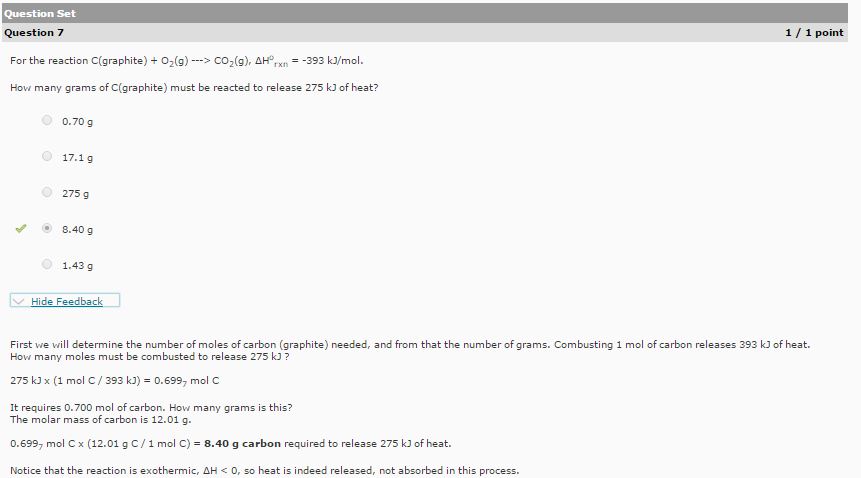 Question Set
Question 7 1 / 1 point
For the reaction C(graphite) + O₂(g) ---> CO₂(g), ΔH°rxn = -393 kJ/mol.
How many grams of C(graphite) must be reacted to release 275 kJ of heat?
0.70 g
17.1 g
275 g
8.40 g
1.43 g
Hide Feedback
First we will determine the number of moles of carbon (graphite) needed, and from that the number of grams. Combusting 1 mol of carbon releases 393 kJ of heat.
How many moles must be combusted to release 275 kJ ?
275 kJ x (1 mol C / 393 kJ) = 0.699₇ mol C
It requires 0.700 mol of carbon. How many grams is this?
The molar mass of carbon is 12.01 g.
0.699₇ mol C x (12.01 g C / 1 mol C) = 8.40 g carbon required to release 275 kJ of heat.
Notice that the reaction is exothermic, ΔH < 0, so heat is indeed released, not absorbed in this process.